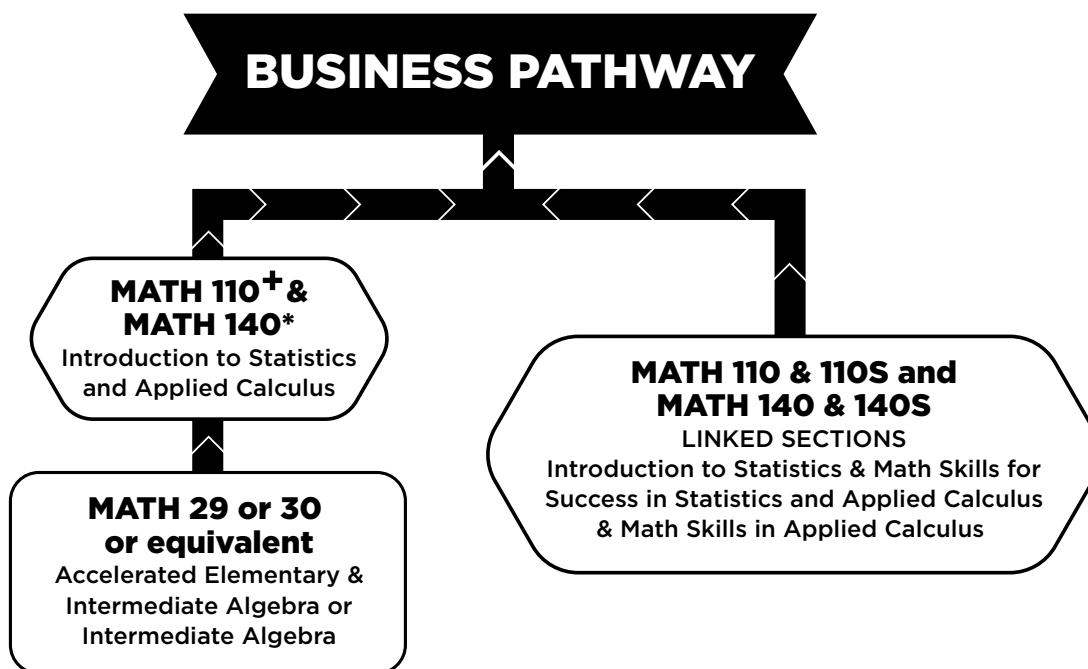 BUSINESS PATHWAY
MATH 110+ &
MATH 140*
Introduction to Statistics
and Applied Calculus
MATH 29 or 30
or equivalent
Accelerated Elementary &
Intermediate Algebra or
Intermediate Algebra
MATH 110 & 110S and
MATH 140 & 140S
LINKED SECTIONS
Introduction to Statistics & Math Skills for
Success in Statistics and Applied Calculus
& Math Skills in Applied Calculus